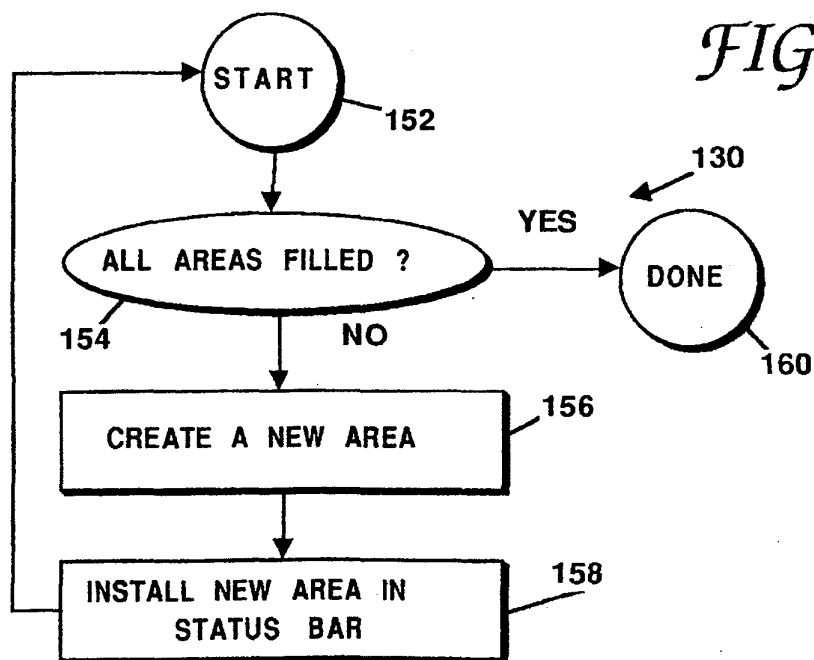 FIG
START
152
130
YES
ALL AREAS FILLED ?
DONE
154
NO
160
156
CREATE A NEW AREA
158
INSTALL NEW AREA IN
STATUS BAR